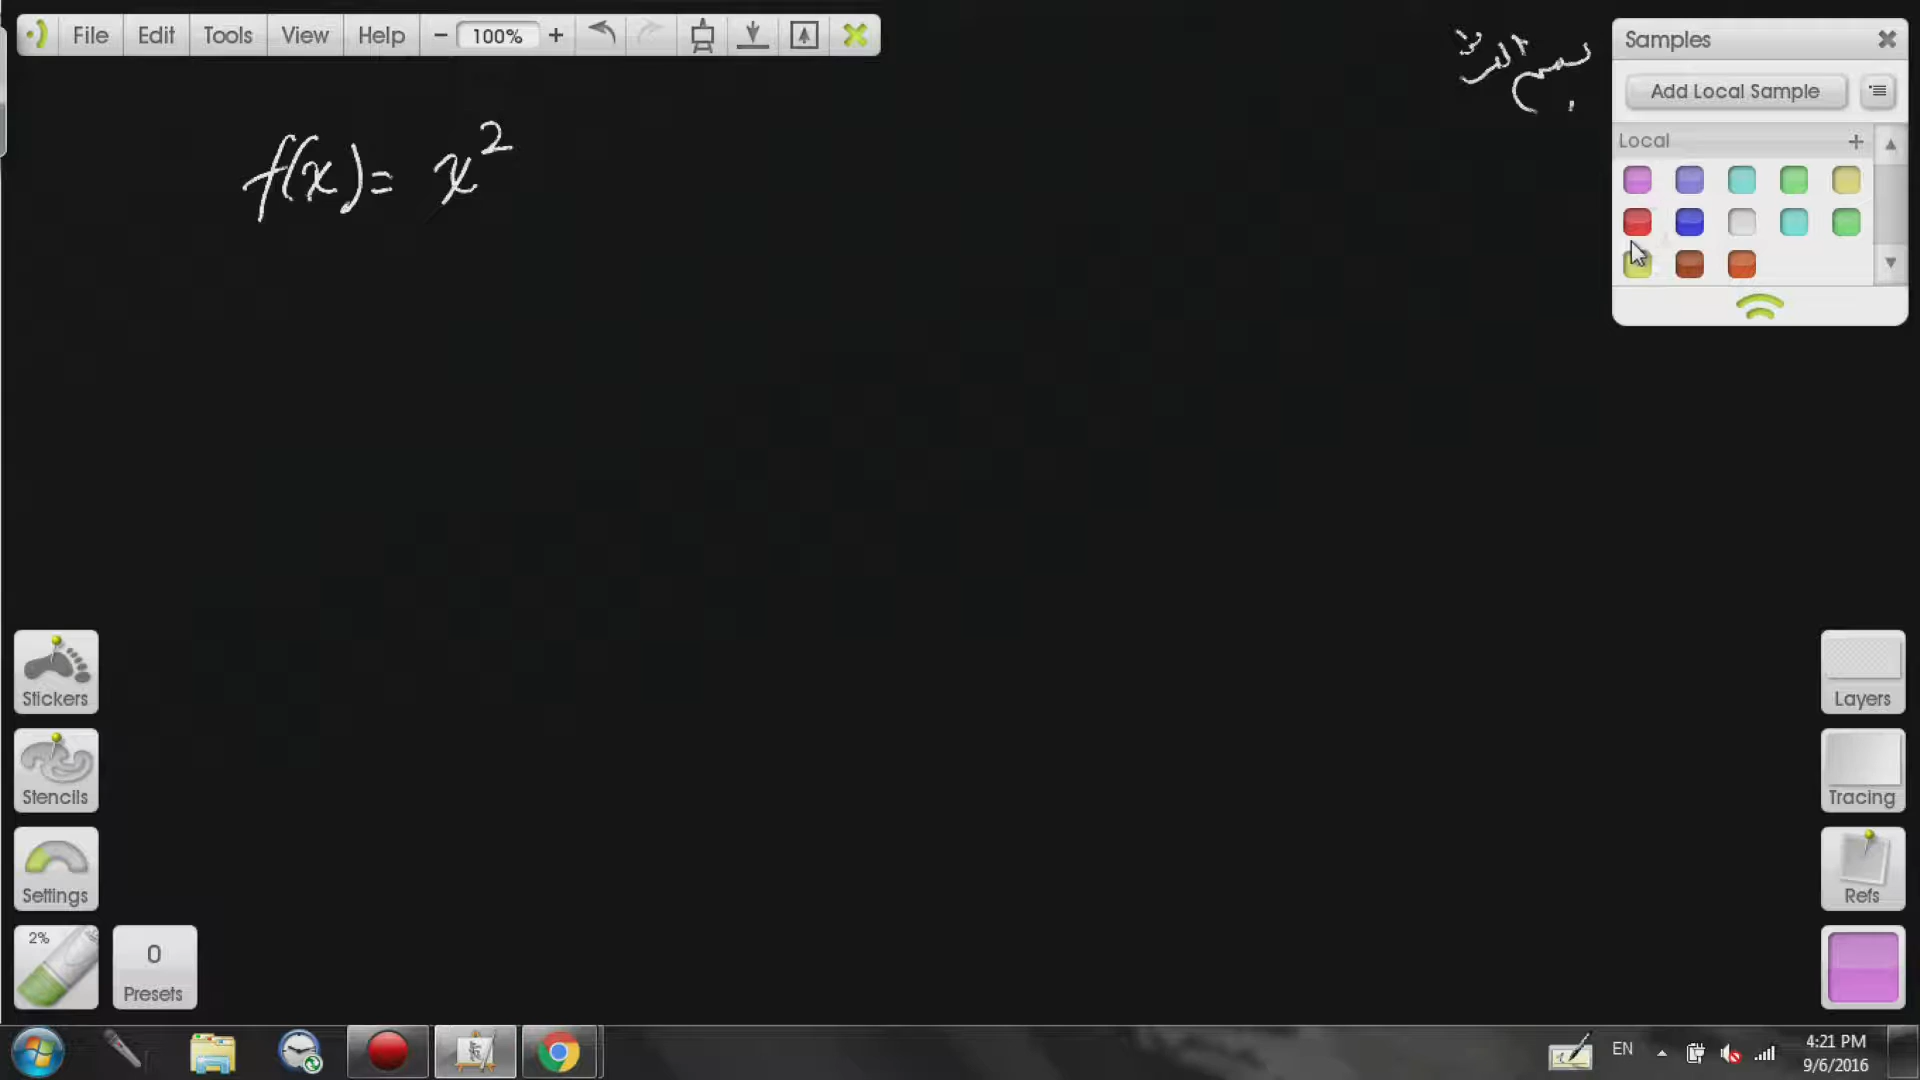 File Edit Tools View Help − 100% +
بسم الله
Samples
Add Local Sample
Local
f(x) = x²
Stickers
Stencils
Settings
2%
0
Presets
Layers
Tracing
Refs
EN
4:21 PM
9/6/2016